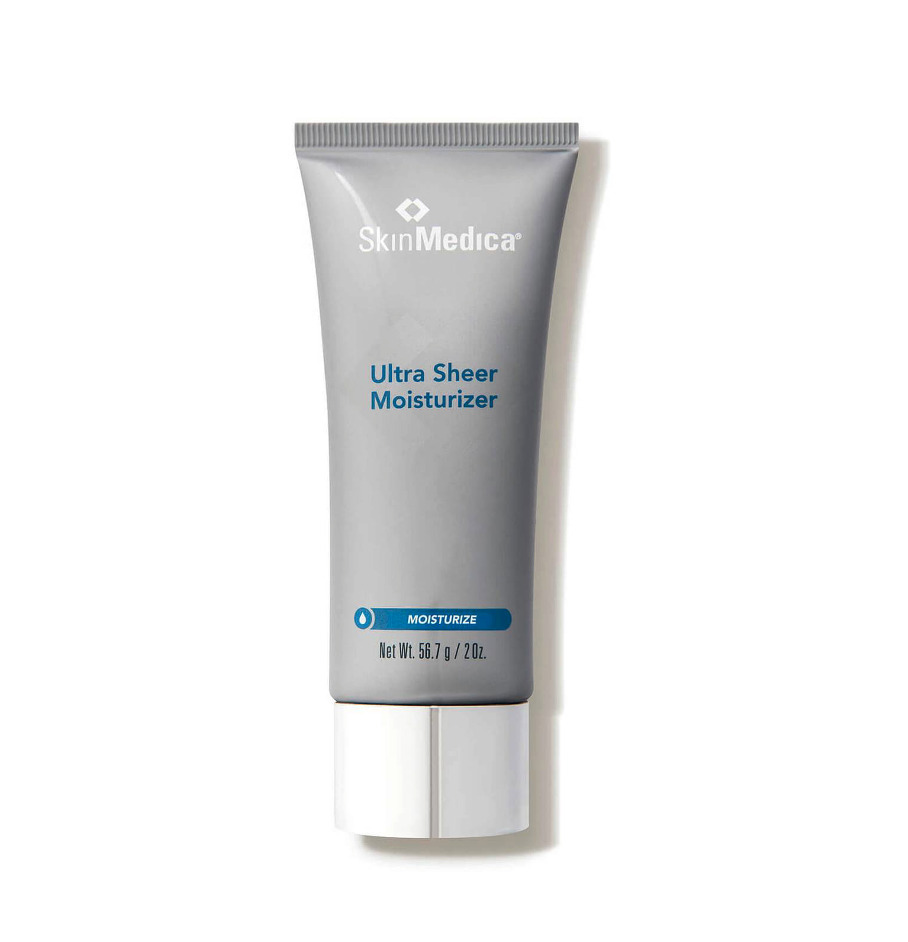 SkinMedica®
Ultra Sheer
Moisturizer
MOISTURIZE
Net Wt. 56.7 g / 2 Oz.